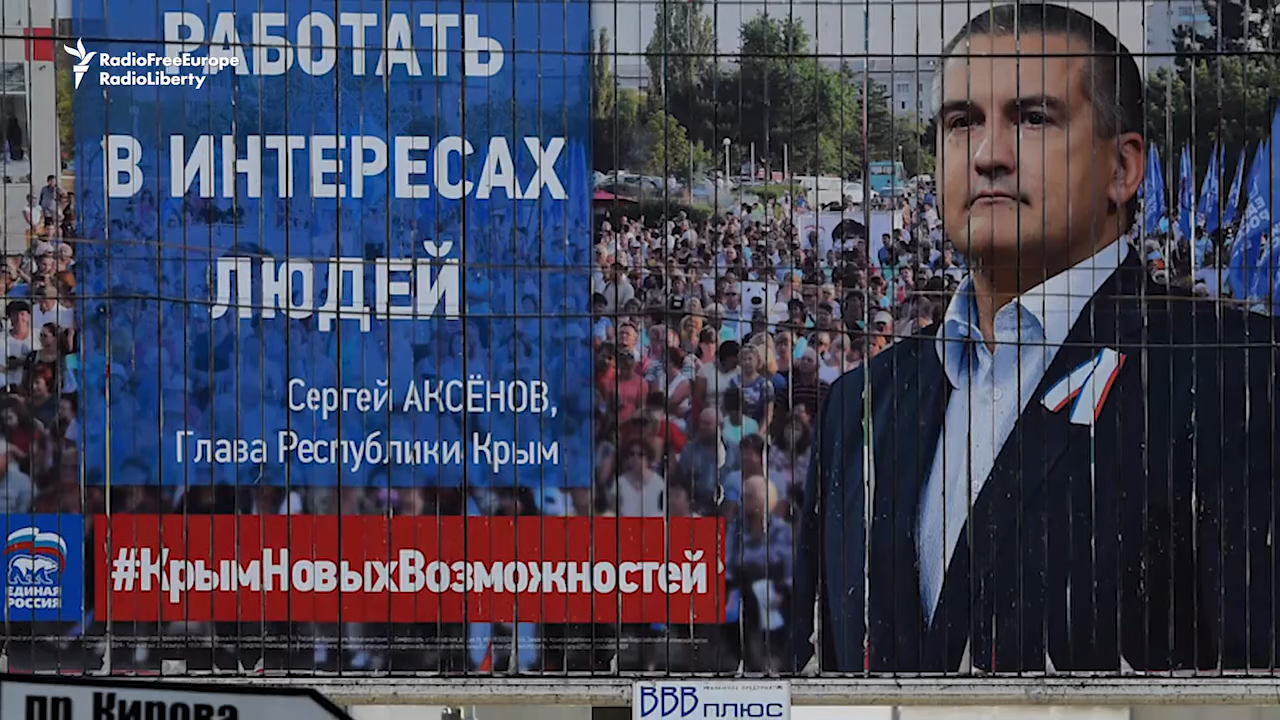 RadioFreeEurope
RadioLiberty
РАБОТАТЬ
В ИНТЕРЕСАХ
ЛЮДЕЙ
Сергей АКСЁНОВ,
Глава Республики Крым
ЕДИНАЯ
РОССИЯ
#КрымНовыхВозможностей
пр. Кирова
ВВВ
ПЛЮС